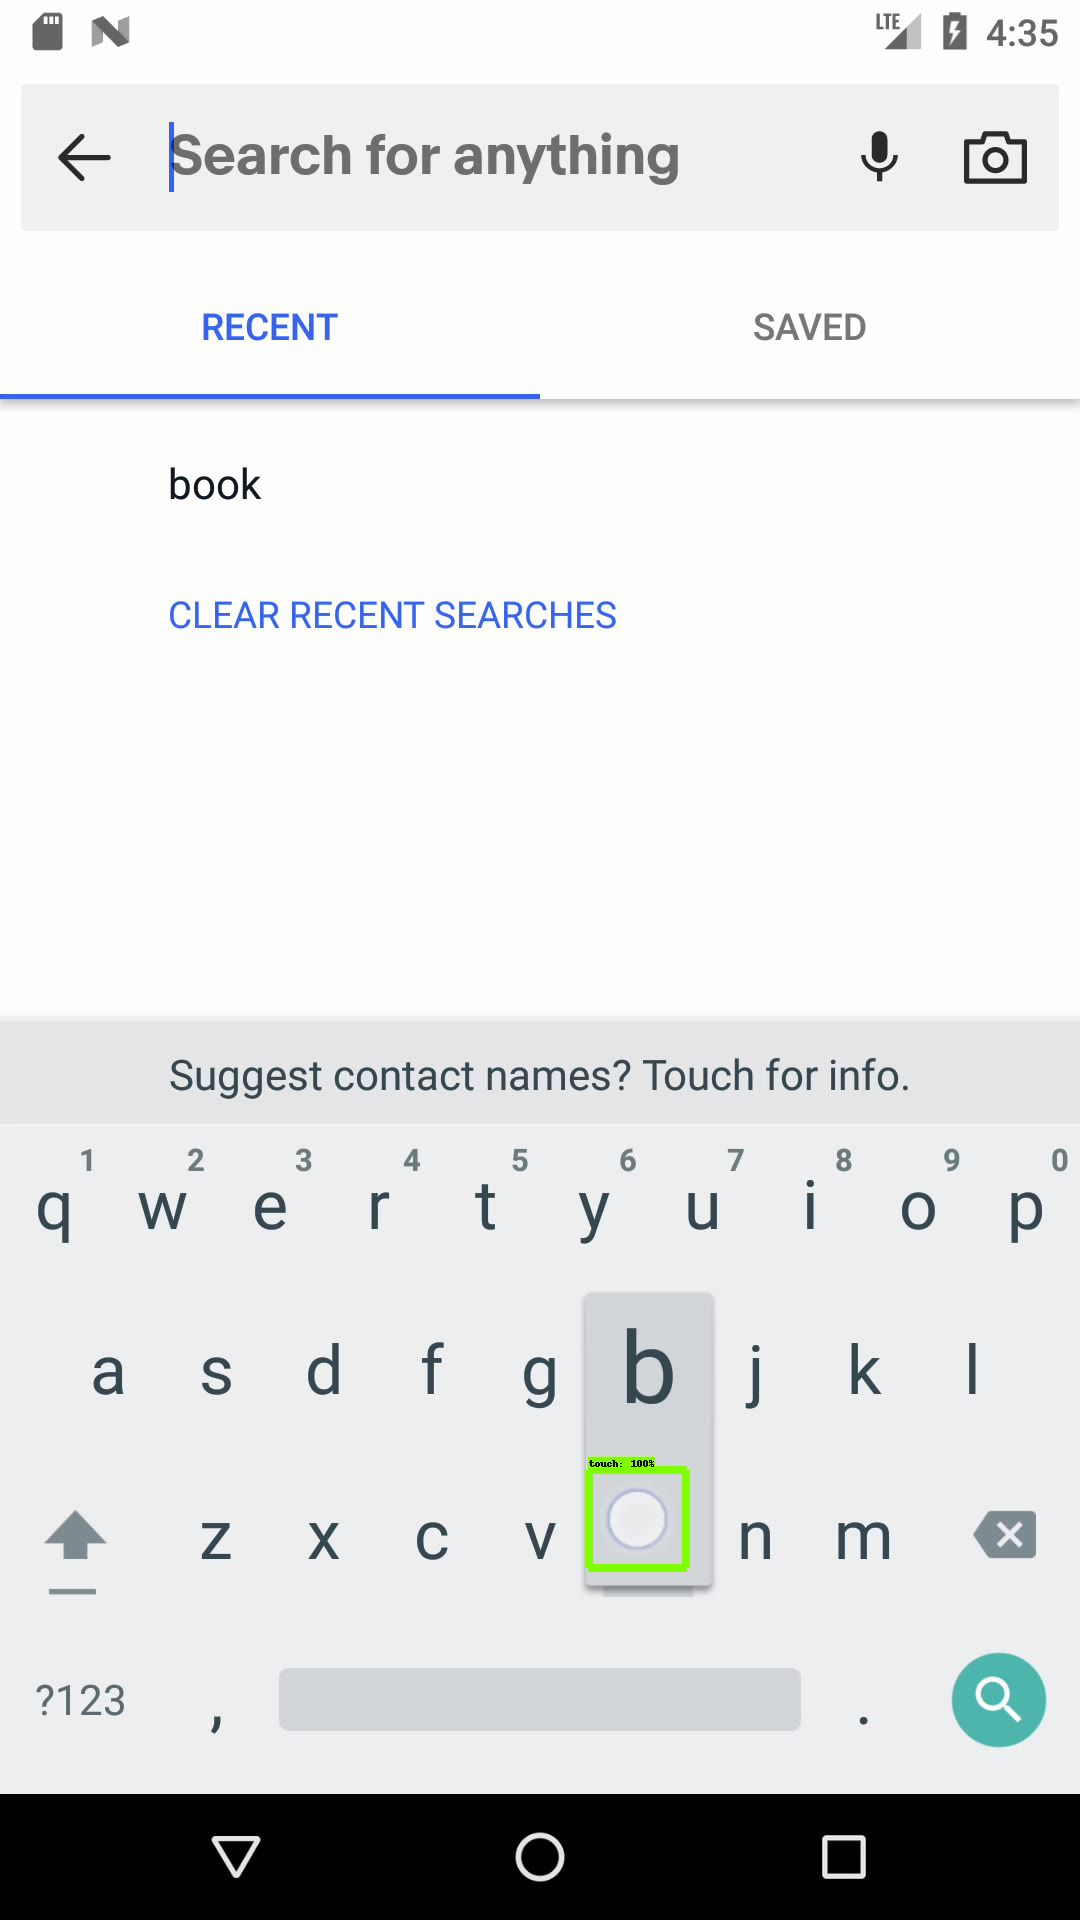 LTE 4:35
Search for anything
RECENT SAVED
book
CLEAR RECENT SEARCHES
Suggest contact names? Touch for info.
1 2 3 4 5 6 7 8 9 0
q w e r t y u i o p
a s d f g b j k l
touch: 100%
z x c v n m
?123 , .